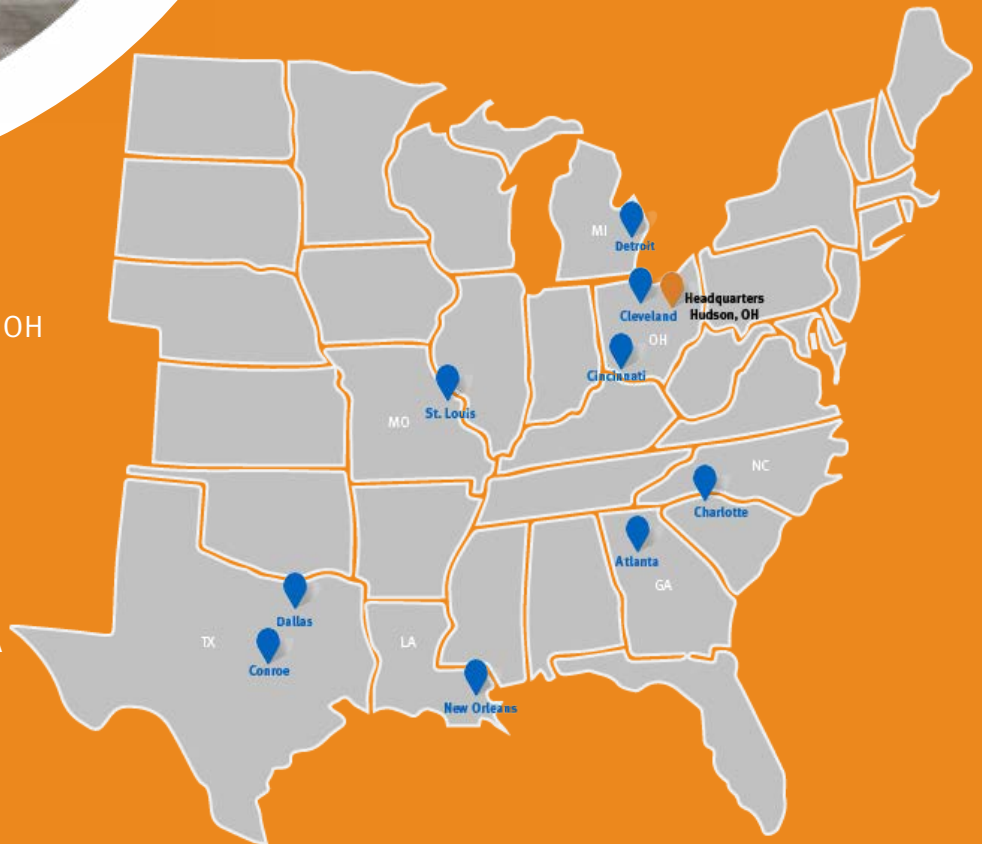 MI
Detroit
OH
Headquarters
Hudson, OH
Cleveland
OH
Cincinnati
St. Louis
MO
NC
Charlotte
Atlanta
GA
Dallas
TX
LA
Conroe
New Orleans